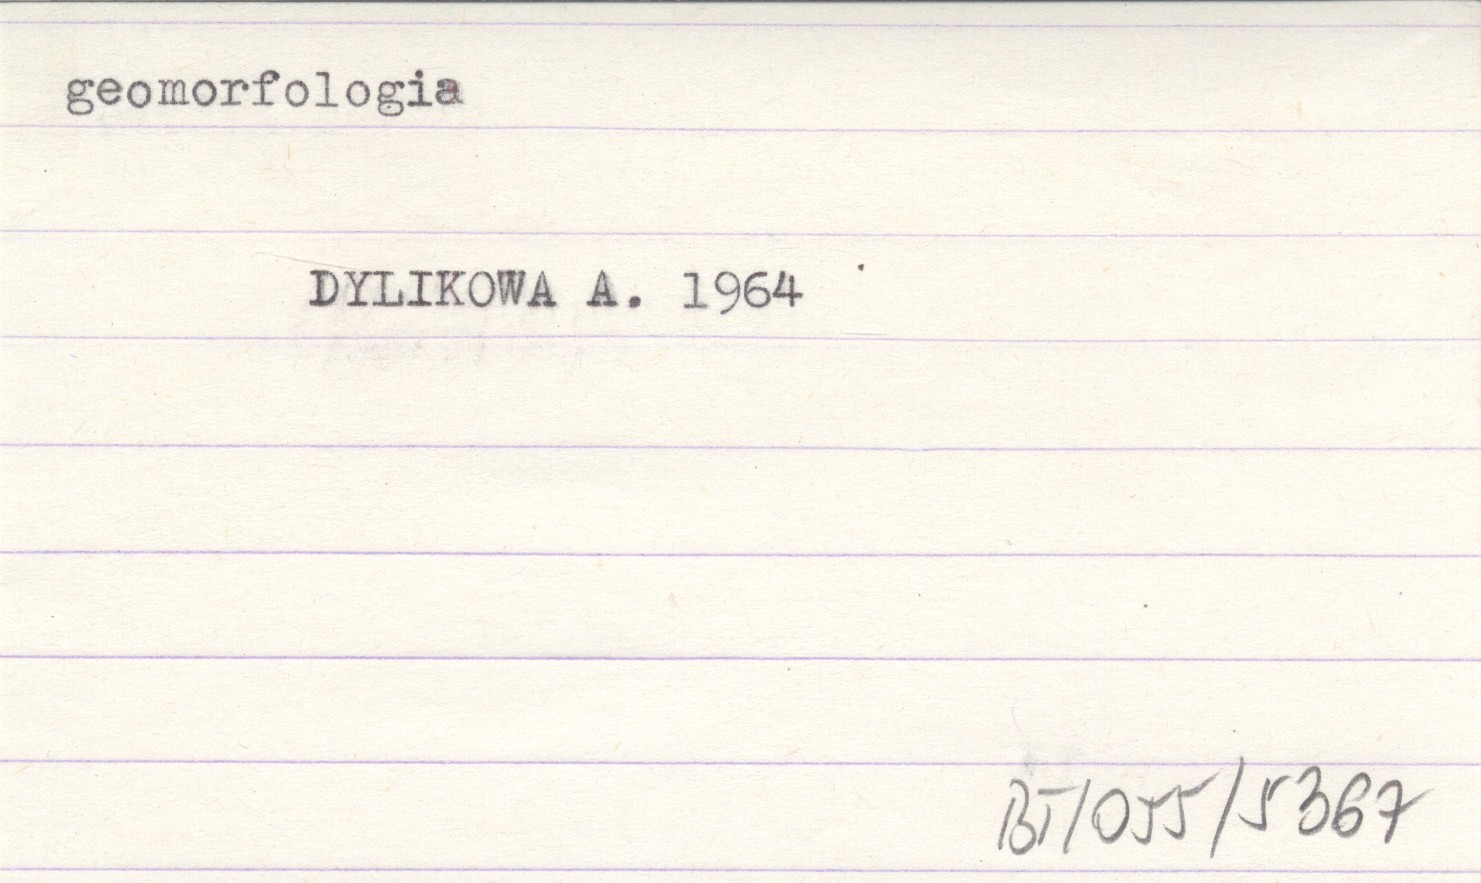 geomorfologia
DYLIKOWA A. 1964
BT/055/5367